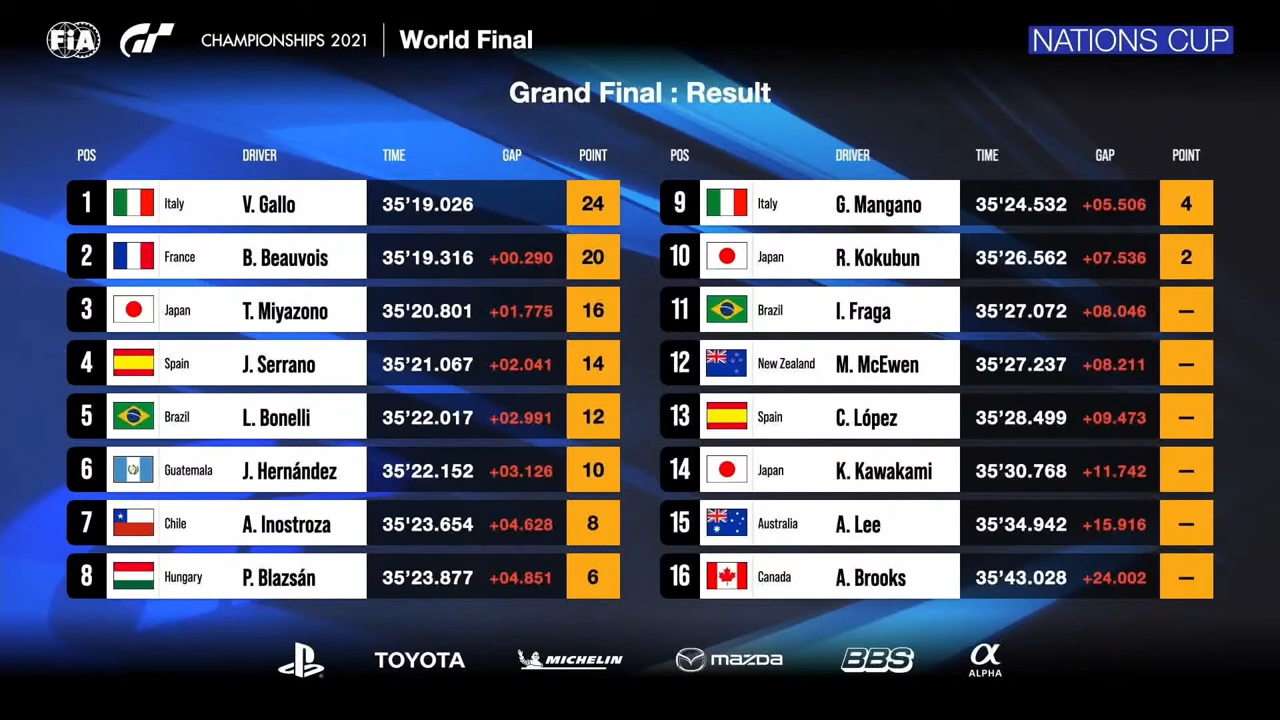 FiA GT CHAMPIONSHIPS 2021 World Final NATIONS CUP
Grand Final : Result
POS DRIVER TIME GAP POINT
1 Italy V. Gallo 35'19.026 24
2 France B. Beauvois 35'19.316 +00.290 20
3 Japan T. Miyazono 35'20.801 +01.775 16
4 Spain J. Serrano 35'21.067 +02.041 14
5 Brazil L. Bonelli 35'22.017 +02.991 12
6 Guatemala J. Hernández 35'22.152 +03.126 10
7 Chile A. Inostroza 35'23.654 +04.628 8
8 Hungary P. Blazsán 35'23.877 +04.851 6
POS DRIVER TIME GAP POINT
9 Italy G. Mangano 35'24.532 +05.506 4
10 Japan R. Kokubun 35'26.562 +07.536 2
11 Brazil I. Fraga 35'27.072 +08.046 —
12 New Zealand M. McEwen 35'27.237 +08.211 —
13 Spain C. López 35'28.499 +09.473 —
14 Japan K. Kawakami 35'30.768 +11.742 —
15 Australia A. Lee 35'34.942 +15.916 —
16 Canada A. Brooks 35'43.028 +24.002 —
TOYOTA MICHELIN mazda BBS α ALPHA